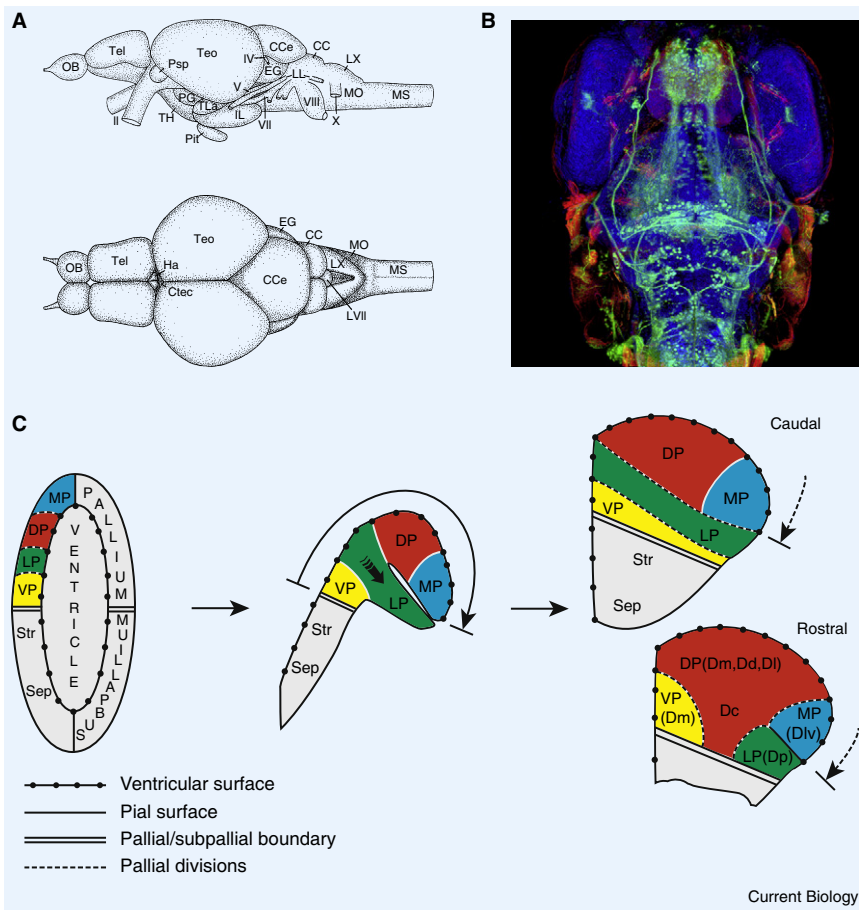 A
OB
Tel
Psp
Teo
CCe
CC
IV
EG
LX
LL
V
PG
TLa
IL
VIII
MO
MS
II
TH
VII
X
Pit
OB
Tel
Teo
Ha
Ctec
EG
CC
CCe
LX
MO
MS
LVII
B
C
MP
DP
LP
VP
Str
Sep
PALLIUM
VENTRICLE
SUBPALLIUM
DP
MP
LP
VP
Str
Sep
Caudal
DP
MP
LP
VP
Str
Sep
Rostral
DP(Dm,Dd,Dl)
VP
(Dm)
Dc
MP
(Dlv)
LP(Dp)
Ventricular surface
Pial surface
Pallial/subpallial boundary
Pallial divisions
Current Biology